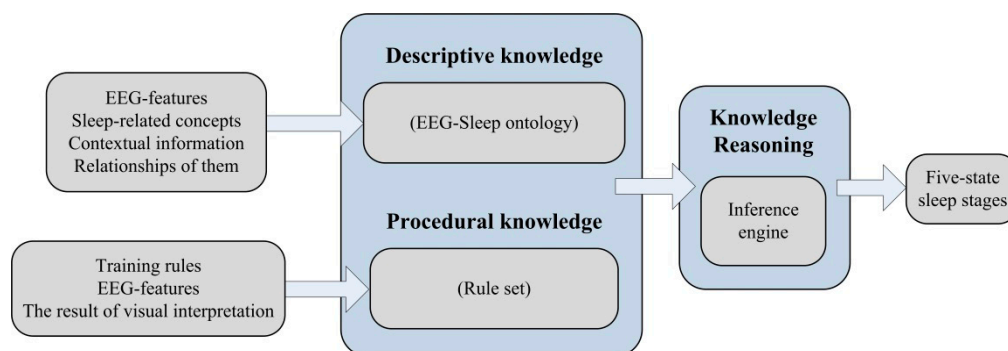 EEG-features
Sleep-related concepts
Contextual information
Relationships of them
Training rules
EEG-features
The result of visual interpretation
Descriptive knowledge
(EEG-Sleep ontology)
Procedural knowledge
(Rule set)
Knowledge
Reasoning
Inference
engine
Five-state
sleep stages